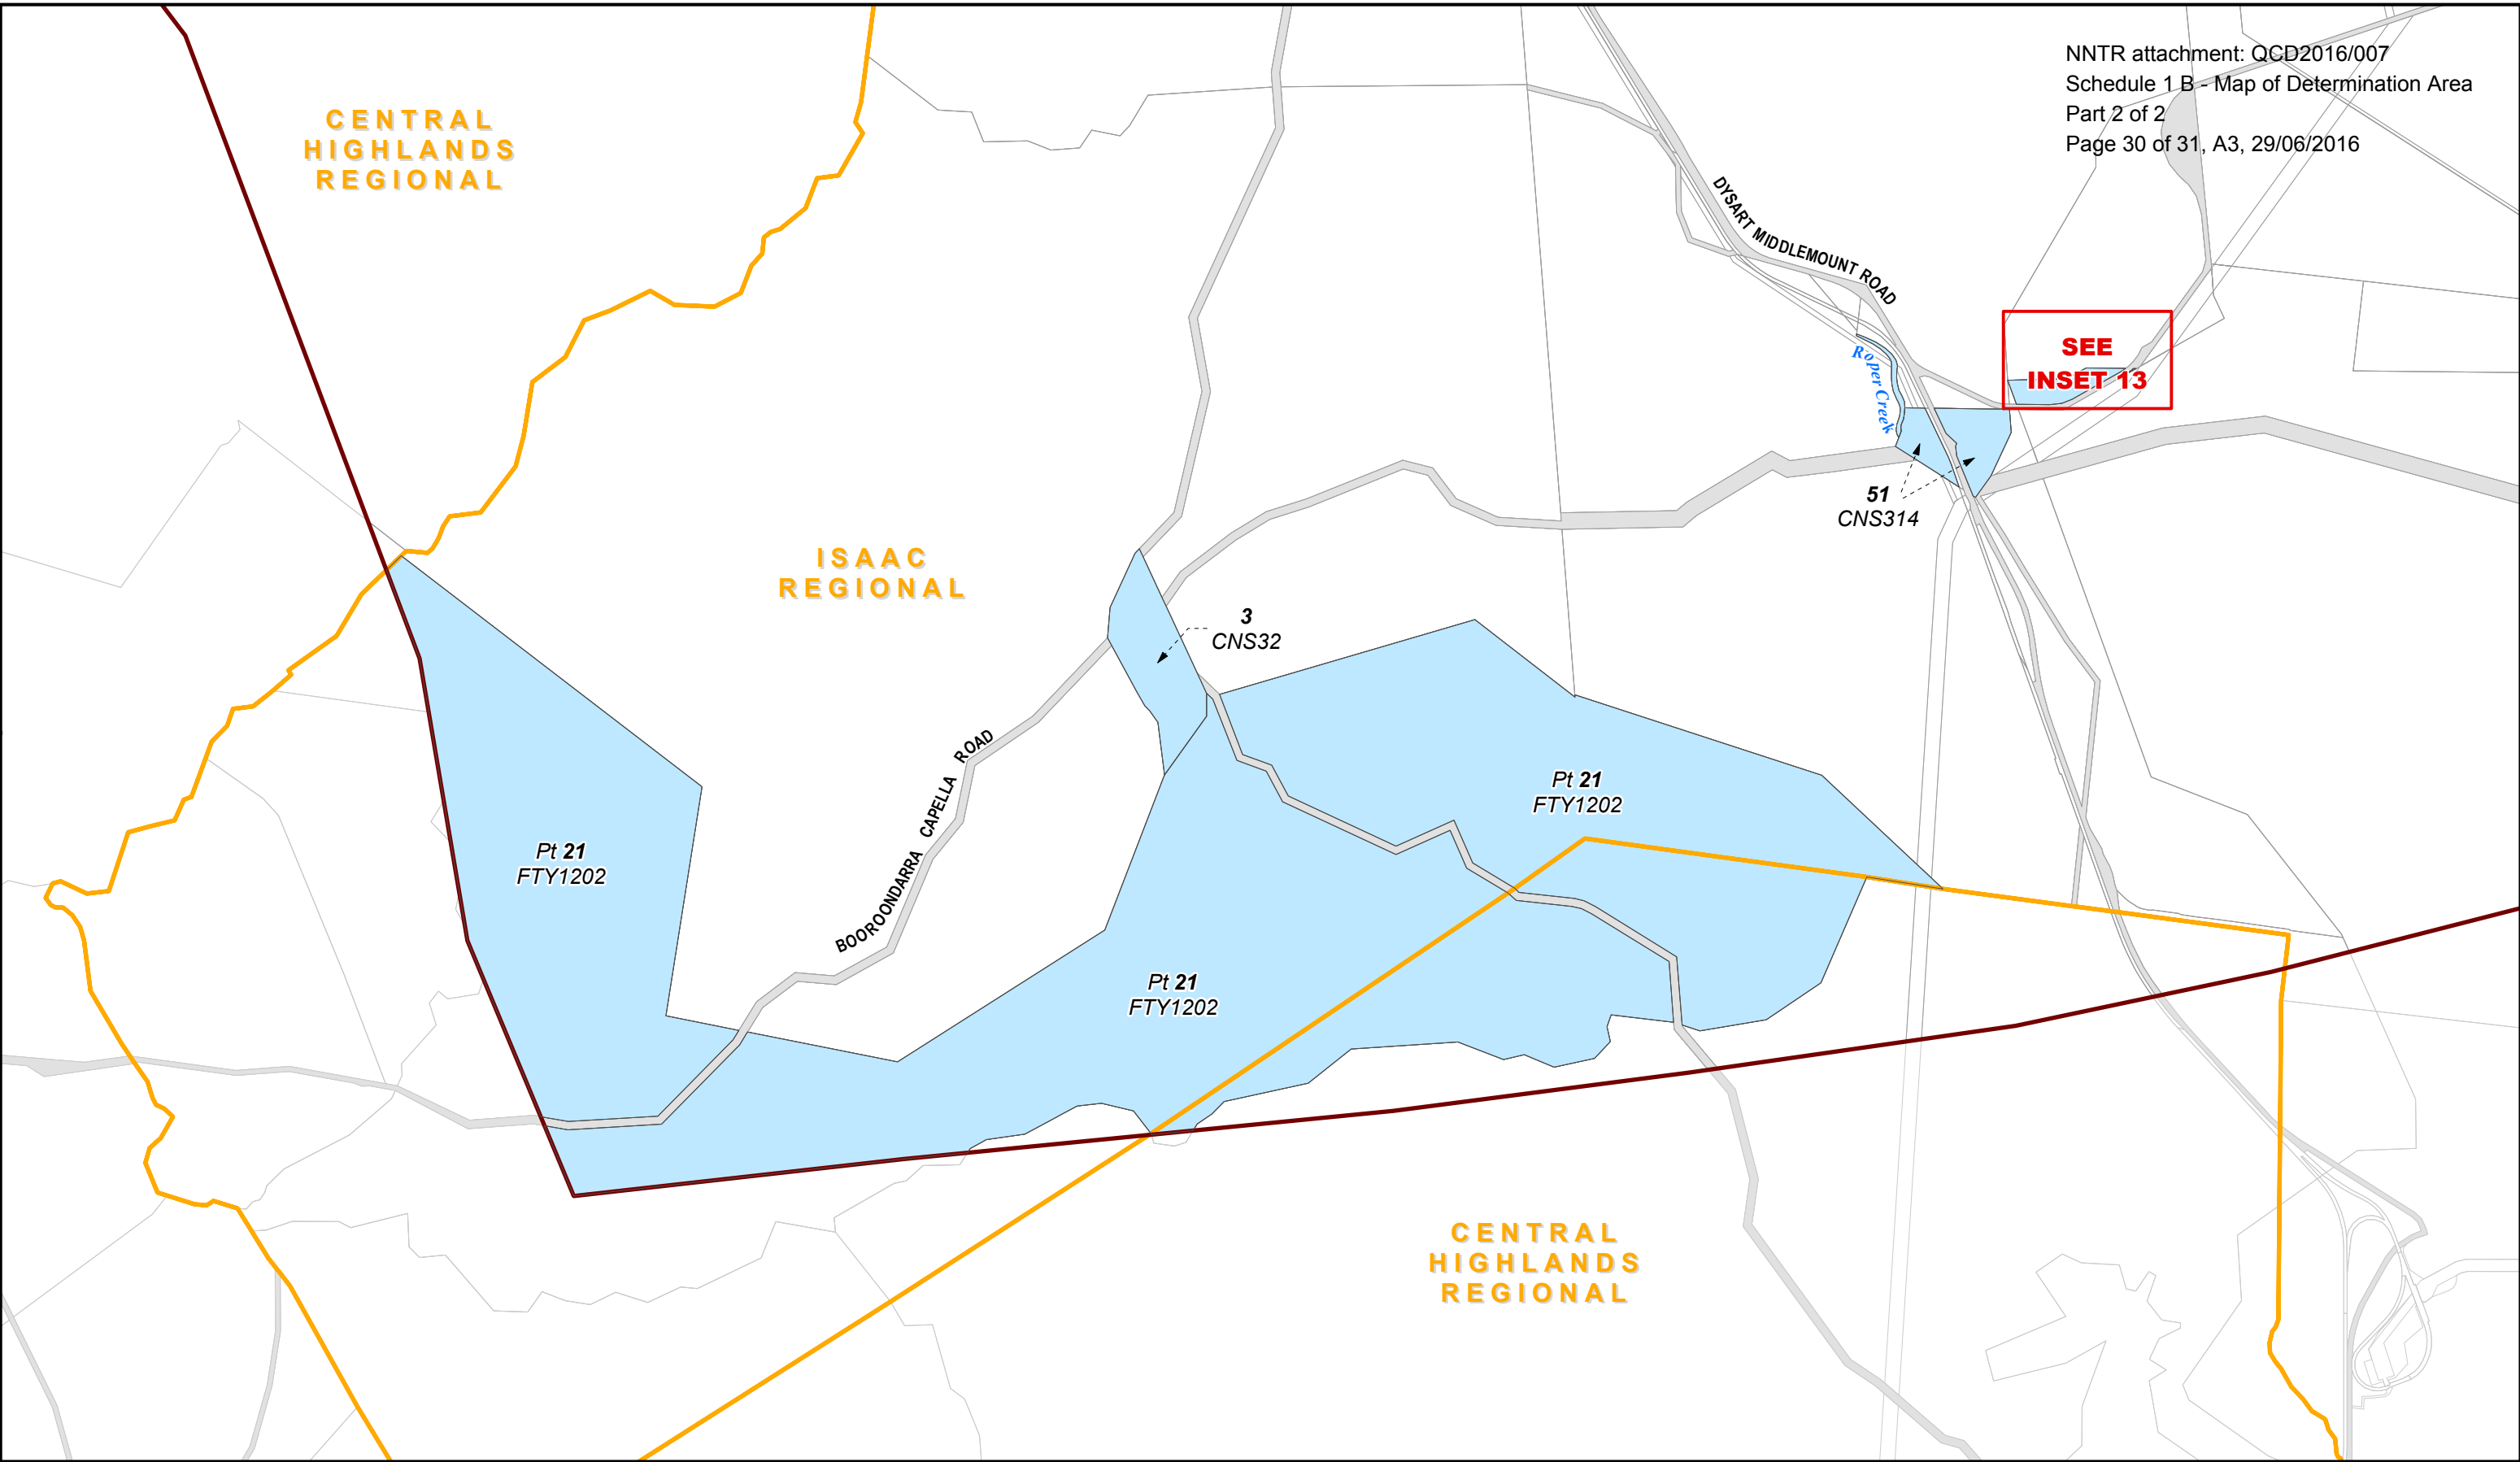 NNTR attachment: QCD2016/007
Schedule 1 B - Map of Determination Area
Part 2 of 2
Page 30 of 31, A3, 29/06/2016
CENTRAL
HIGHLANDS
REGIONAL
DYSART MIDDLEMOUNT ROAD
SEE
INSET 13
Roper Creek
51
CNS314
ISAAC
REGIONAL
3
CNS32
BOOROONDARRA CAPELLA ROAD
Pt 21
FTY1202
Pt 21
FTY1202
Pt 21
FTY1202
CENTRAL
HIGHLANDS
REGIONAL